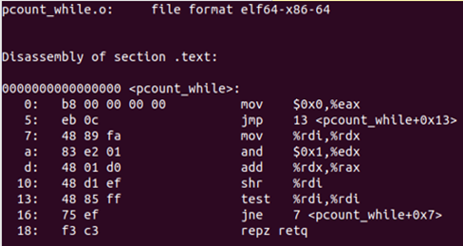 pcount_while.o:     file format elf64-x86-64
Disassembly of section .text:
0000000000000000 <pcount_while>:
   0:   b8 00 00 00 00          mov    $0x0,%eax
   5:   eb 0c                   jmp    13 <pcount_while+0x13>
   7:   48 89 fa                mov    %rdi,%rdx
   a:   83 e2 01                and    $0x1,%edx
   d:   48 01 d0                add    %rdx,%rax
  10:   48 d1 ef                shr    %rdi
  13:   48 85 ff                test   %rdi,%rdi
  16:   75 ef                   jne    7 <pcount_while+0x7>
  18:   f3 c3                   repz retq